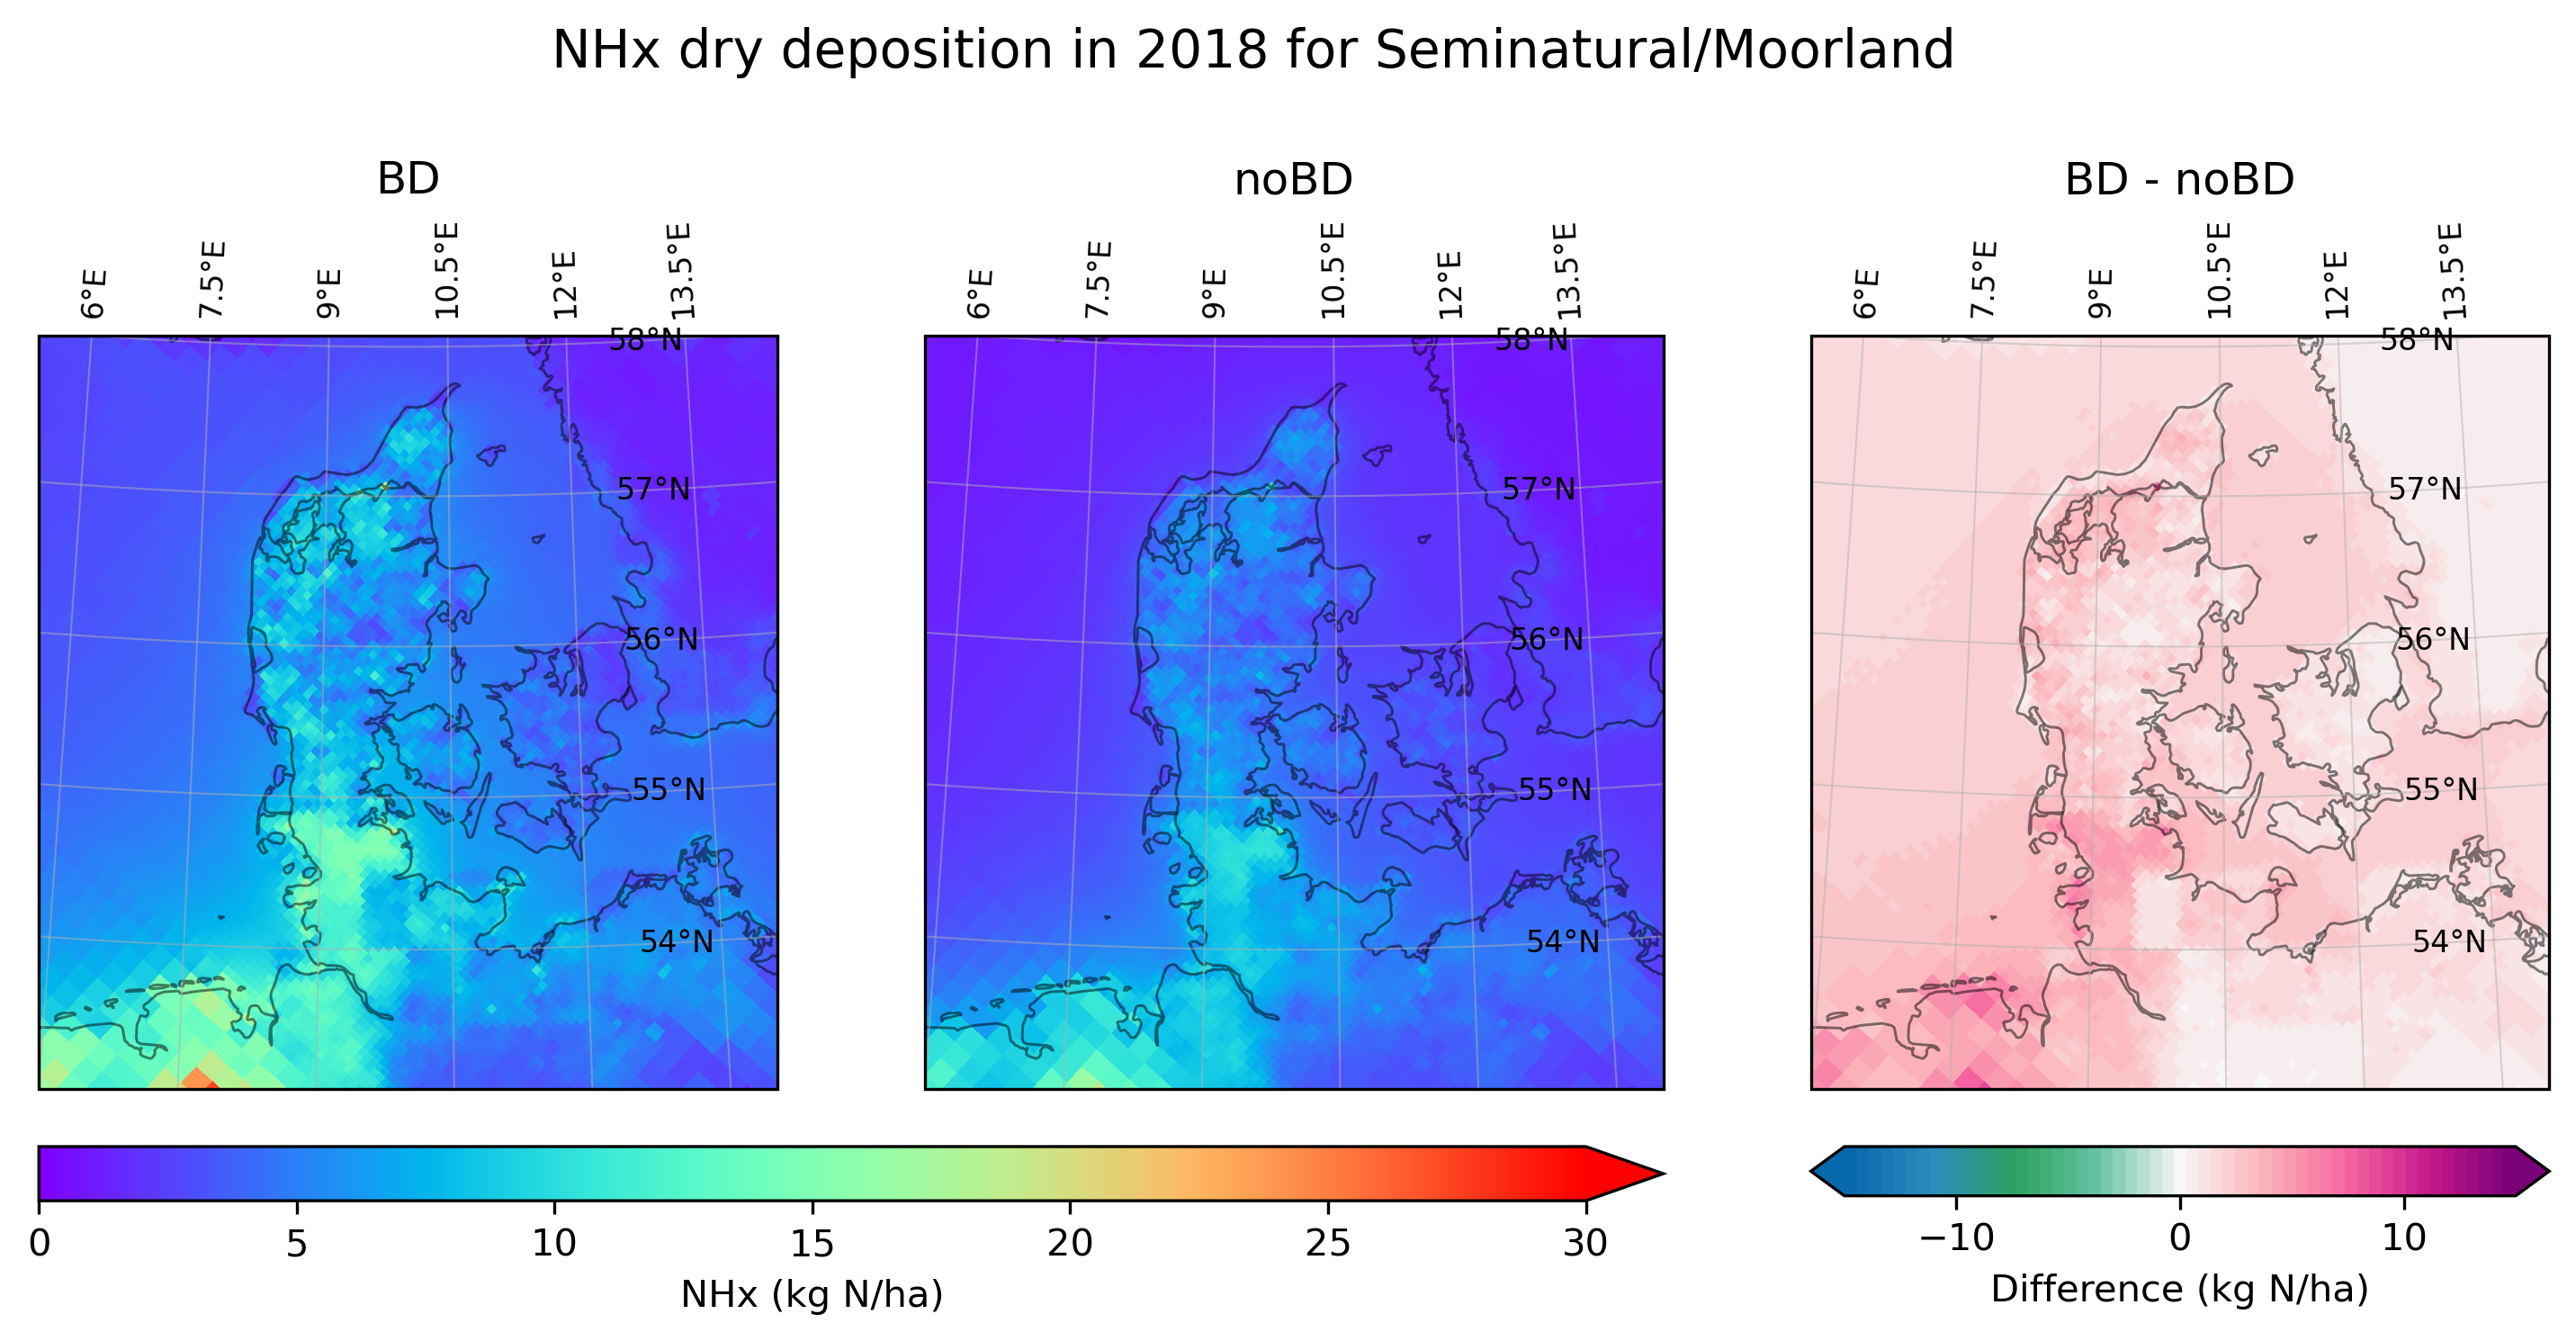 NHx dry deposition in 2018 for Seminatural/Moorland
BD
noBD
BD - noBD
6°E 7.5°E 9°E 10.5°E 12°E 13.5°E
6°E 7.5°E 9°E 10.5°E 12°E 13.5°E
6°E 7.5°E 9°E 10.5°E 12°E 13.5°E
58°N 58°N 58°N
57°N 57°N 57°N
56°N 56°N 56°N
55°N 55°N 55°N
54°N 54°N 54°N
0 5 10 15 20 25 30
NHx (kg N/ha)
−10 0 10
Difference (kg N/ha)